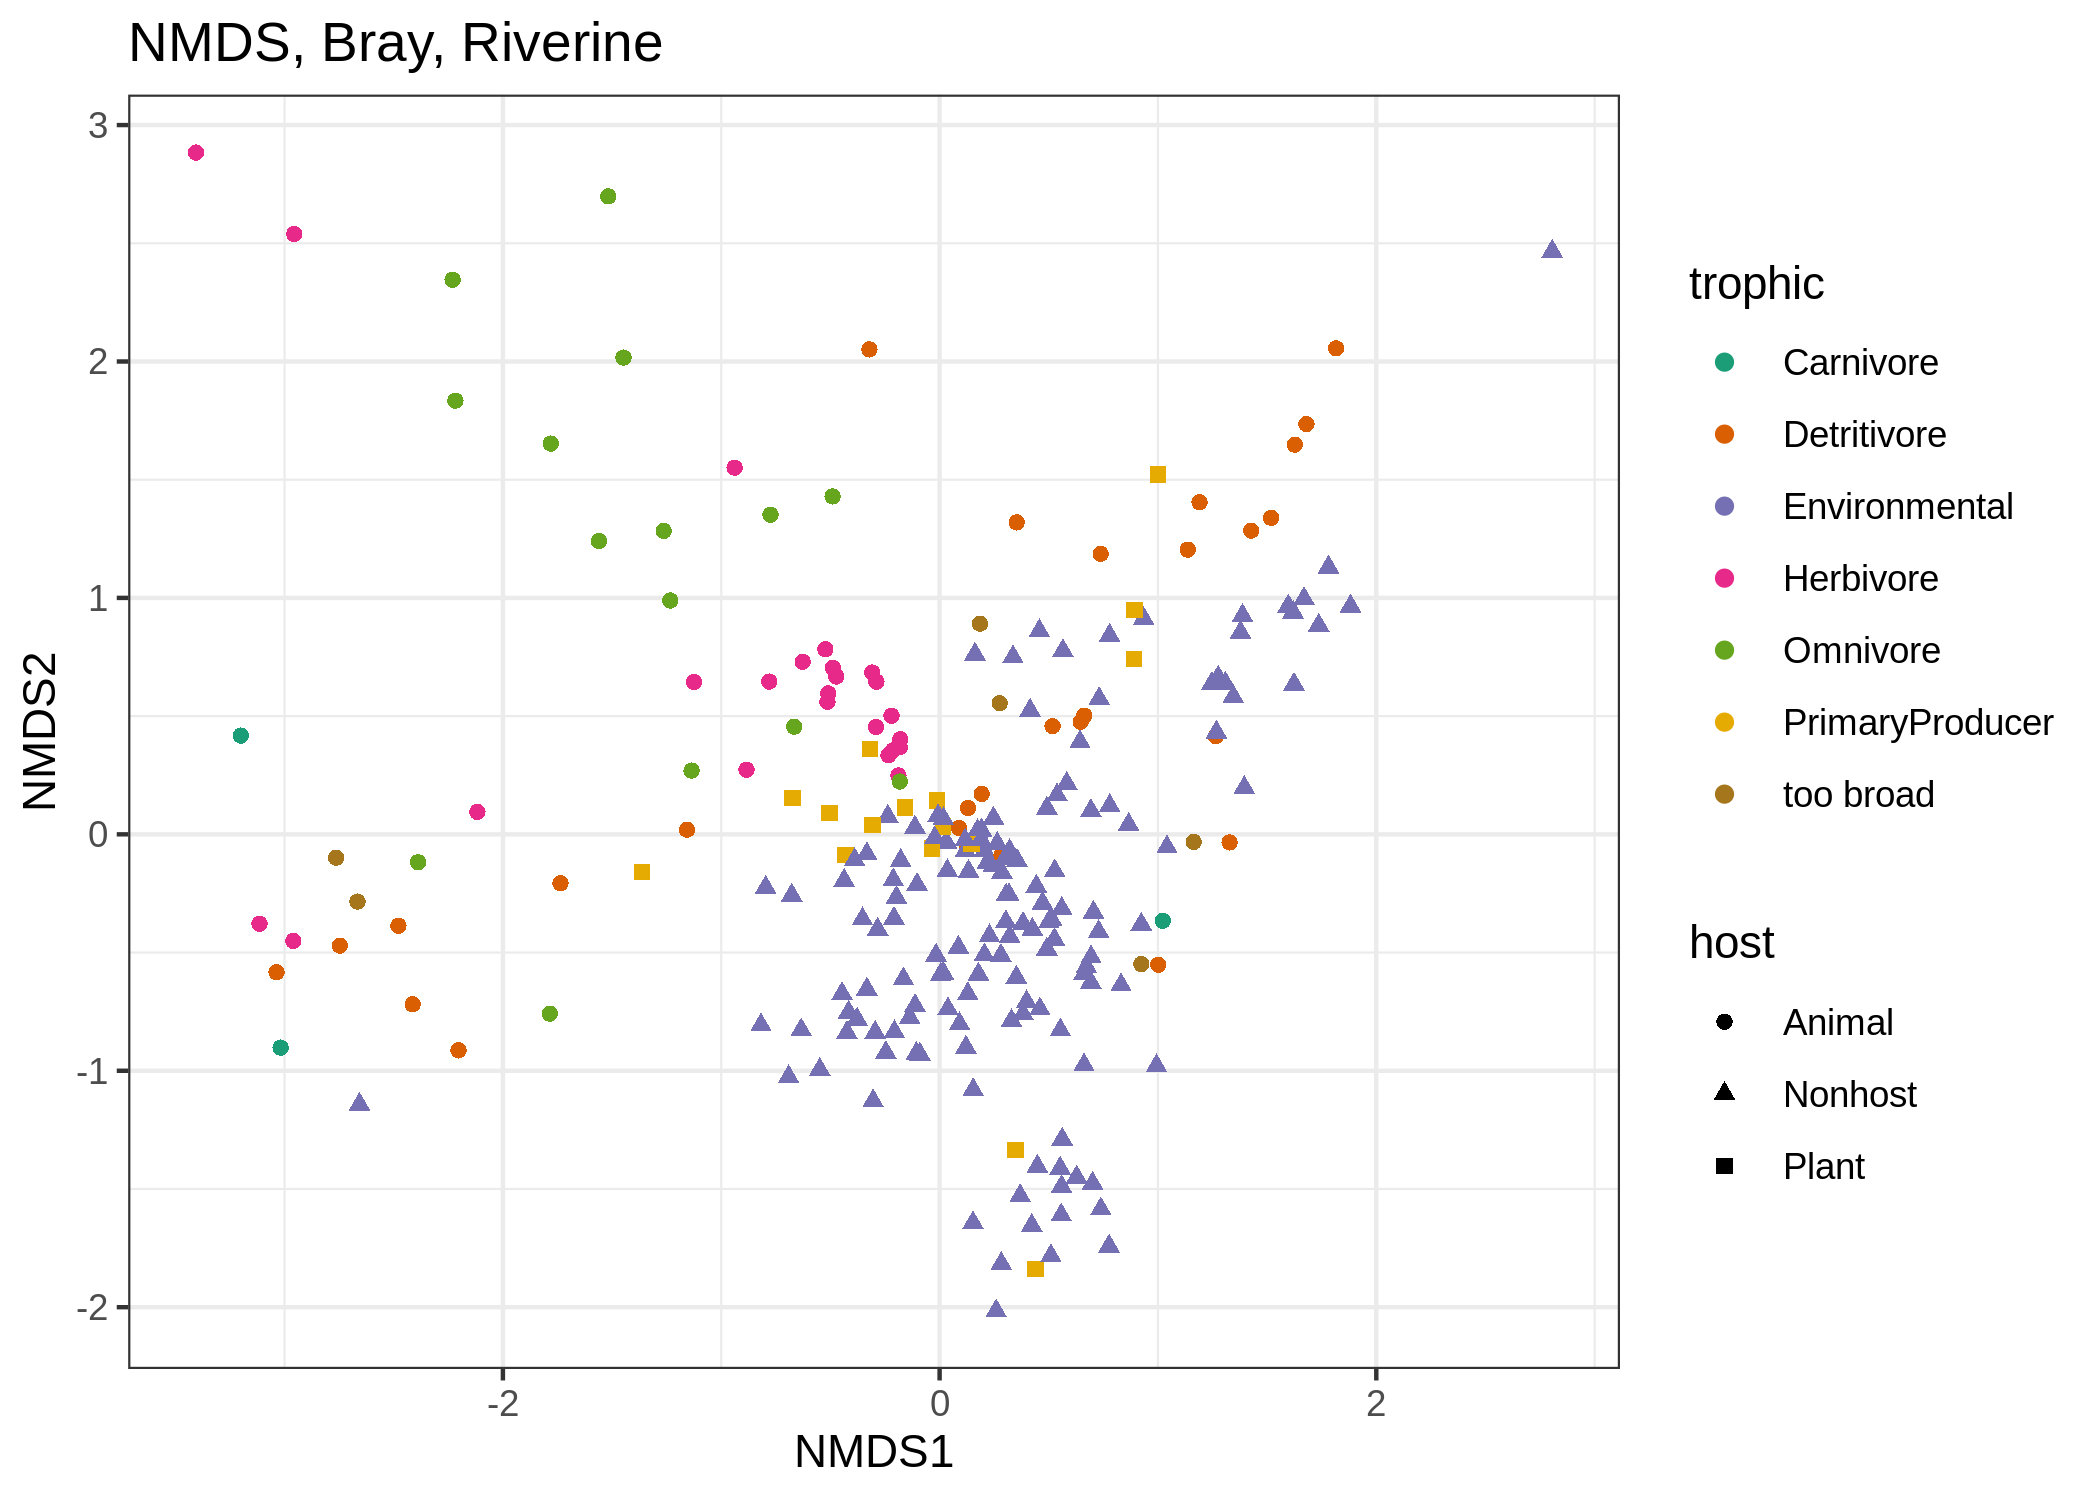 NMDS, Bray, Riverine
3
2
1
0
-1
-2
NMDS2
-2
0
2
NMDS1
trophic
Carnivore
Detritivore
Environmental
Herbivore
Omnivore
PrimaryProducer
too broad
host
Animal
Nonhost
Plant